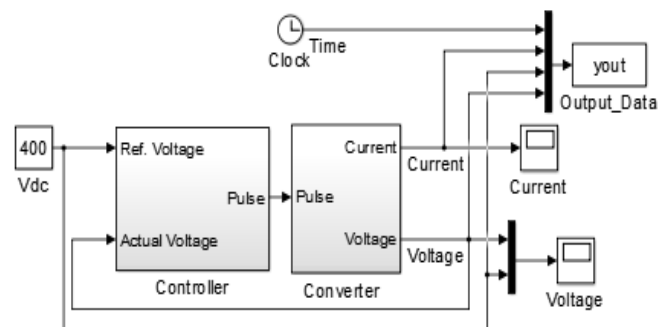 Time
Clock
yout
Output_Data
400
Vdc
Ref. Voltage
Pulse
Actual Voltage
Controller
Current
Pulse
Voltage
Converter
Current
Voltage
Current
Voltage